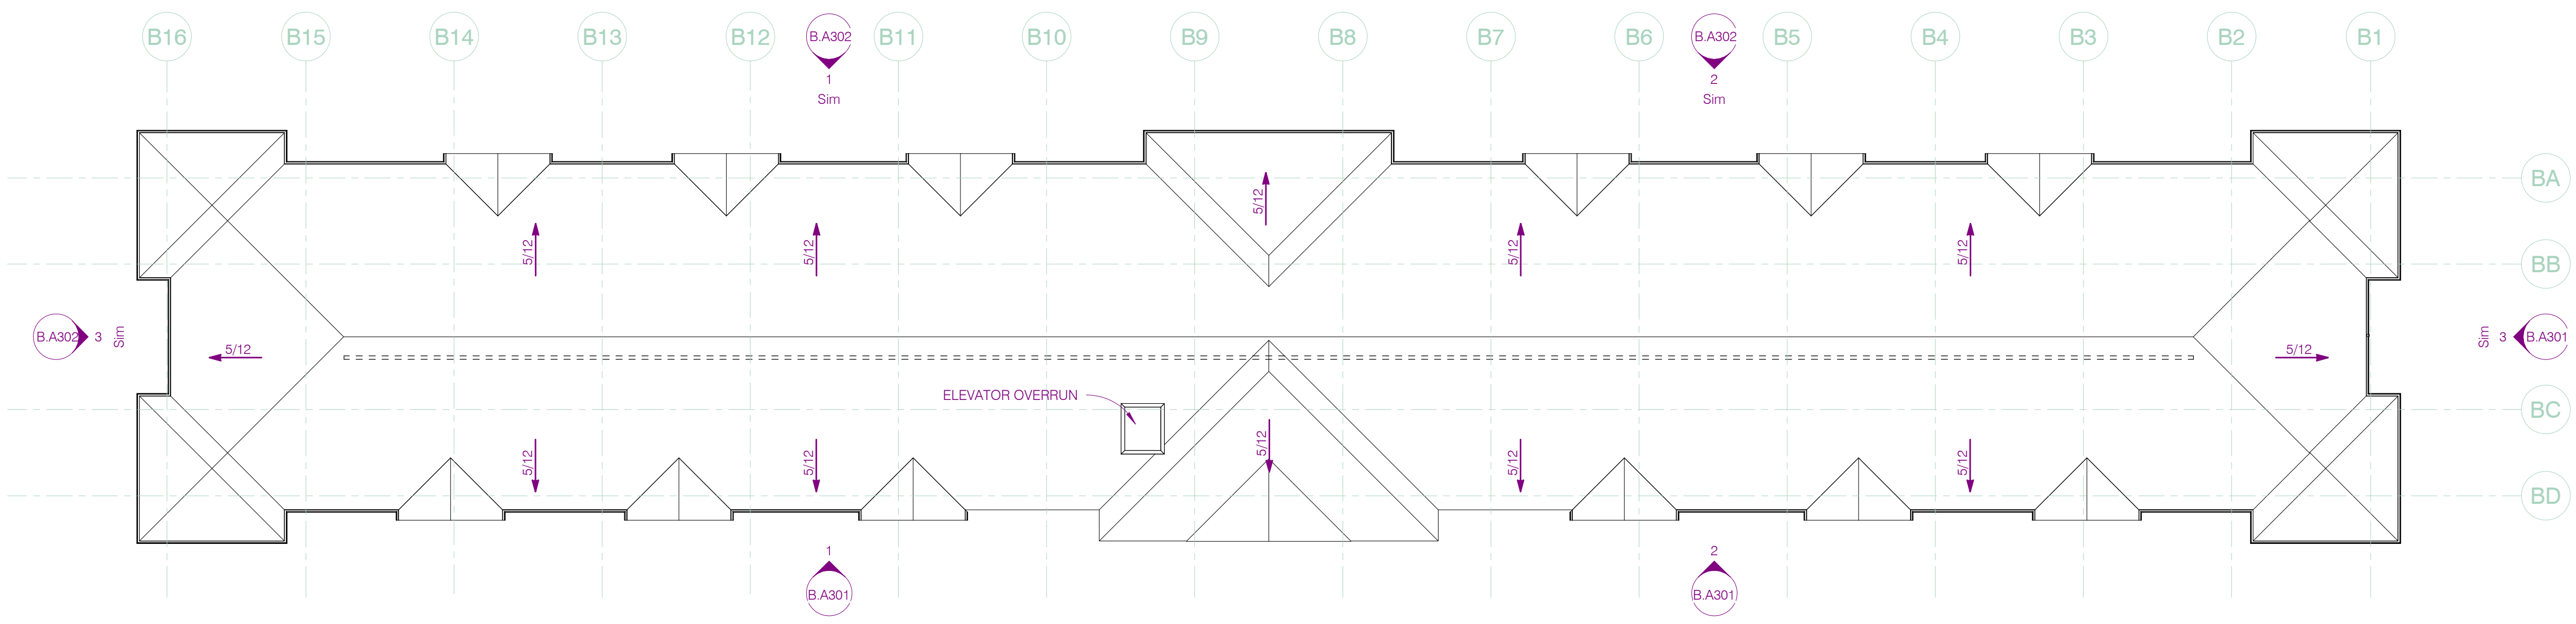 B16 B15 B14 B13 B12 B11 B10 B9 B8 B7 B6 B5 B4 B3 B2 B1
B.A302
1
Sim
B.A302
2
Sim
BA
5/12
5/12
5/12
5/12
5/12
BB
B.A302 3 Sim
5/12
5/12
Sim 3 B.A301
ELEVATOR OVERRUN
BC
5/12
5/12
5/12
5/12
5/12
BD
1
B.A301
2
B.A301